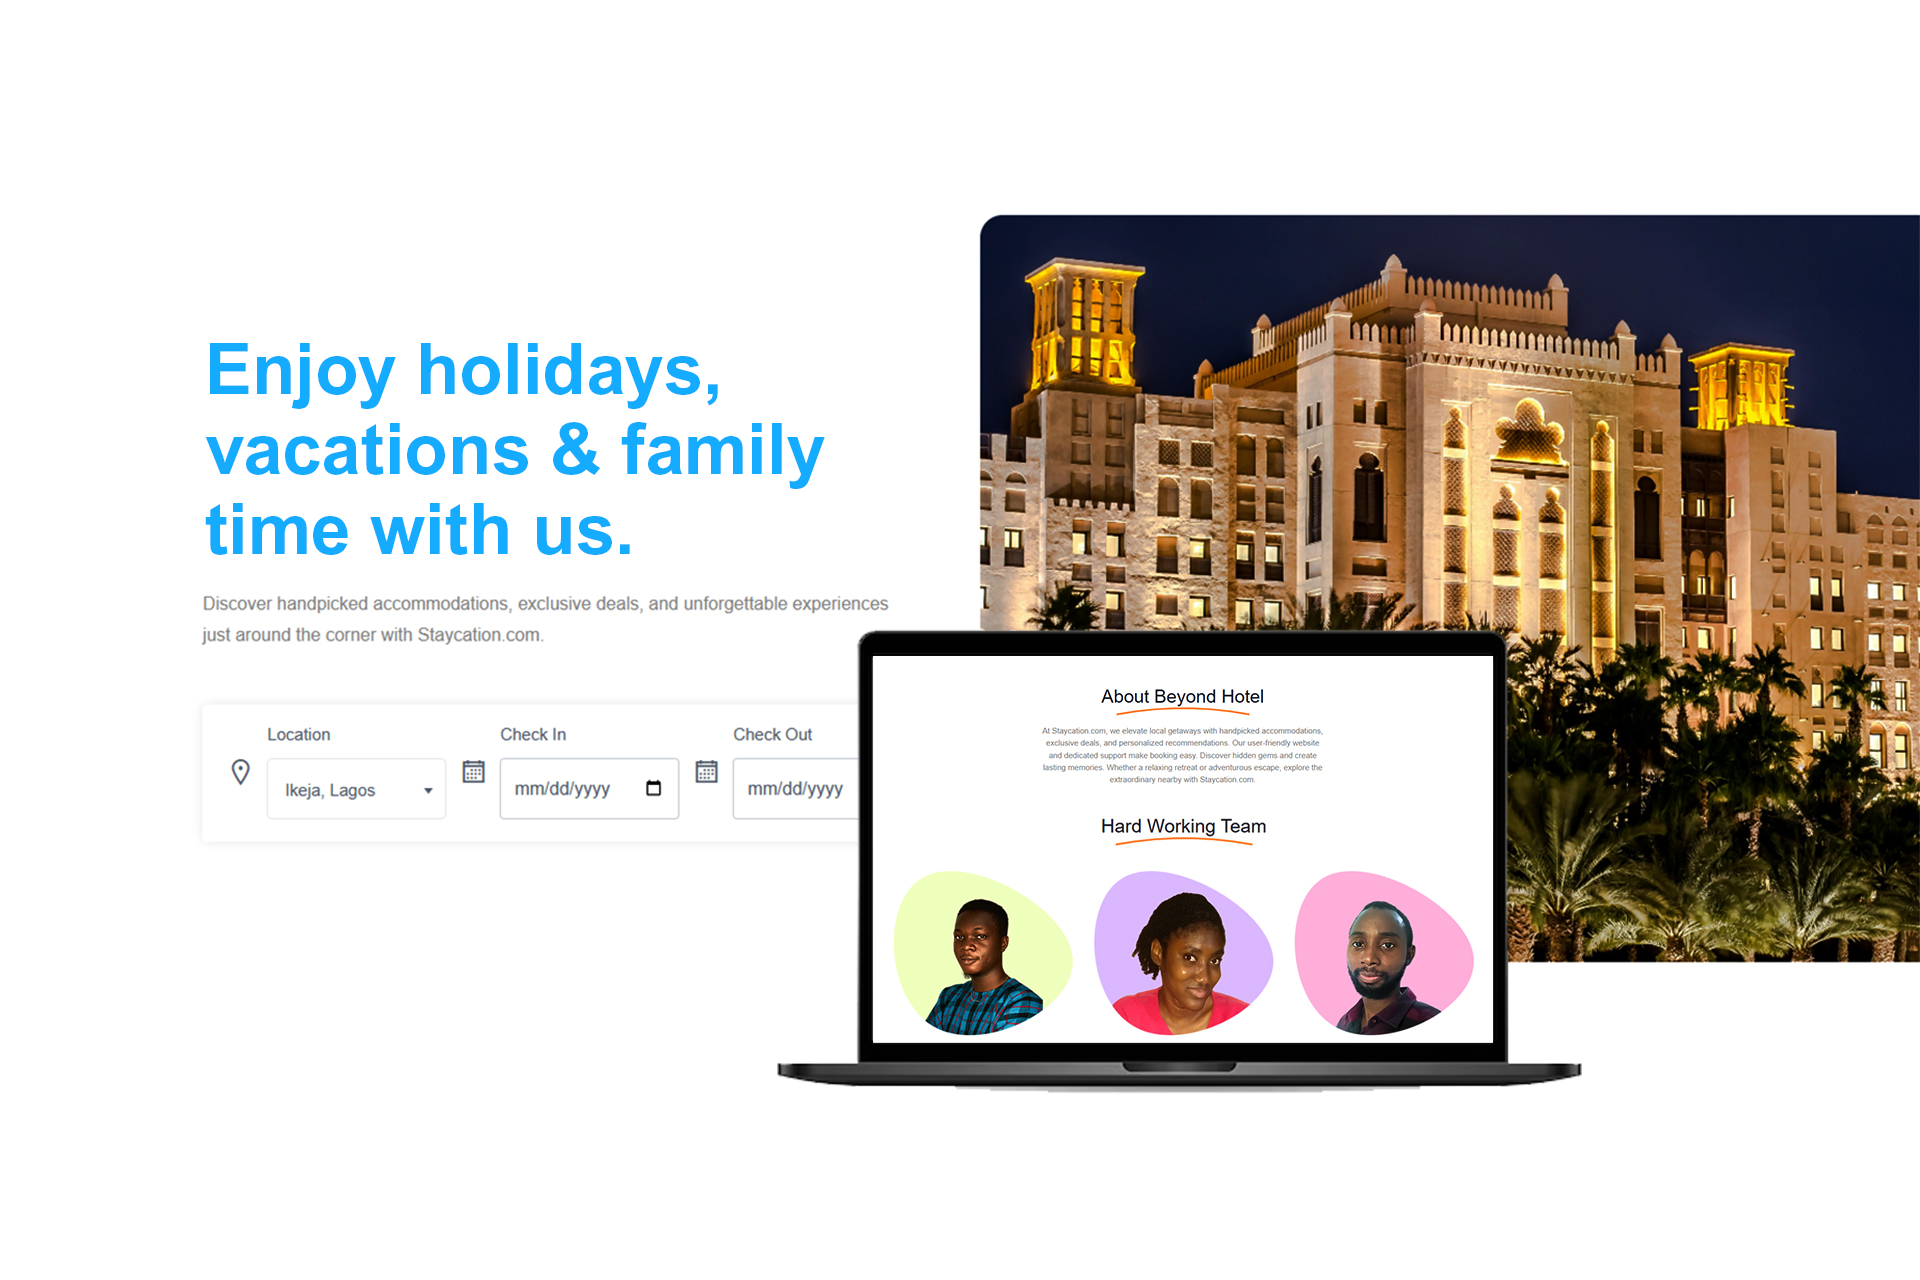 Enjoy holidays,
vacations & family
time with us.
Discover handpicked accommodations, exclusive deals, and unforgettable experiences
just around the corner with Staycation.com.
Location
Check In
Check Out
Ikeja, Lagos
mm/dd/yyyy
mm/dd/yyyy
About Beyond Hotel
At Staycation.com, we elevate local getaways with handpicked accommodations,
exclusive deals, and personalized recommendations. Our user-friendly website
and dedicated support make booking easy. Discover hidden gems and create
lasting memories. Whether a relaxing retreat or adventurous escape, explore the
extraordinary nearby with Staycation.com.
Hard Working Team